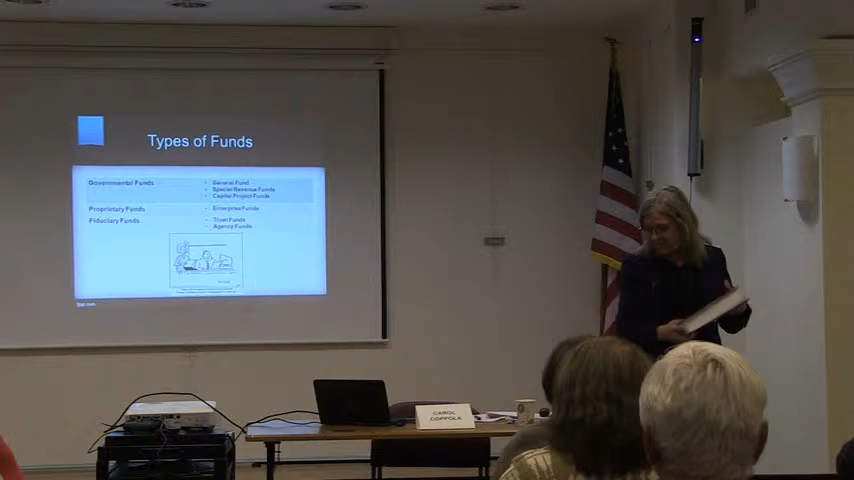 Types of Funds
Governmental Funds
General Fund
Special Revenue Funds
Capital Project Funds
Proprietary Funds
Enterprise Funds
Fiduciary Funds
Trust Funds
Agency Funds
CAROL
COPPOLA